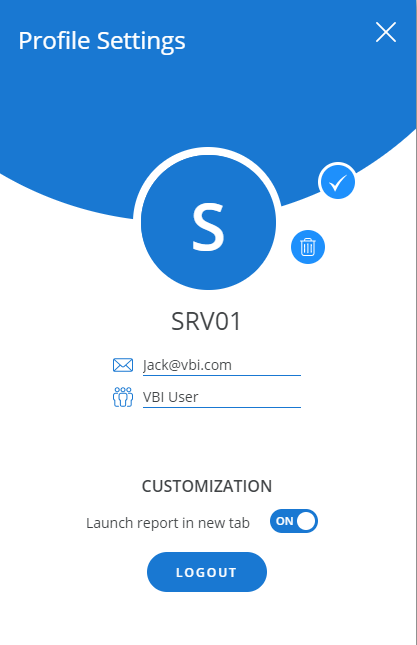 Profile Settings
S
SRV01
Jack@vbi.com
VBI User
CUSTOMIZATION
Launch report in new tab ON
LOGOUT